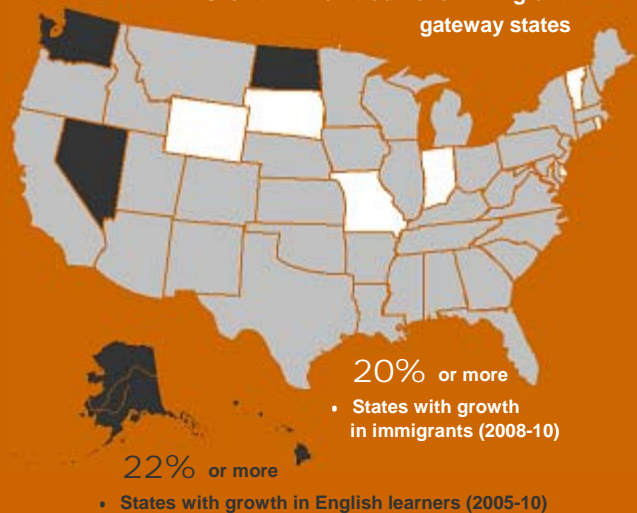 gateway states
20% or more
• States with growth
in immigrants (2008-10)
22% or more
• States with growth in English learners (2005-10)